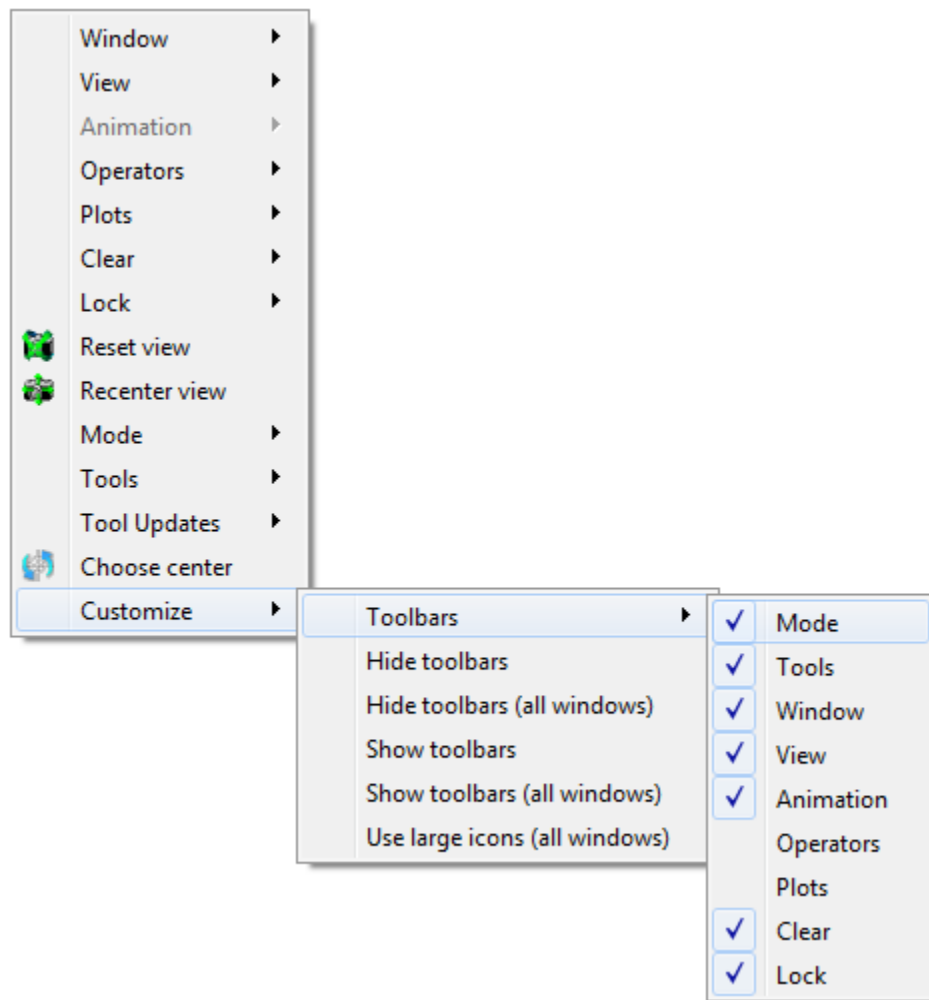 Window
View
Animation
Operators
Plots
Clear
Lock
Reset view
Recenter view
Mode
Tools
Tool Updates
Choose center
Customize
Toolbars
Hide toolbars
Hide toolbars (all windows)
Show toolbars
Show toolbars (all windows)
Use large icons (all windows)
Mode
Tools
Window
View
Animation
Operators
Plots
Clear
Lock